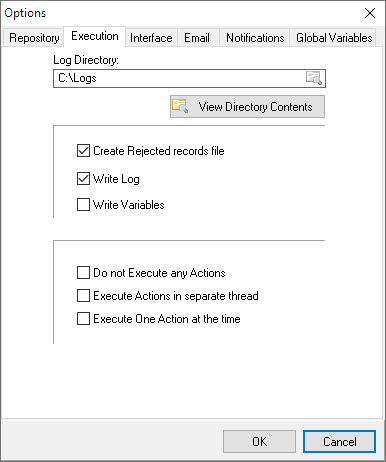 Options
Repository Execution Interface Email Notifications Global Variables
Log Directory:
C:\Logs
View Directory Contents
Create Rejected records file
Write Log
Write Variables
Do not Execute any Actions
Execute Actions in separate thread
Execute One Action at the time
OK Cancel